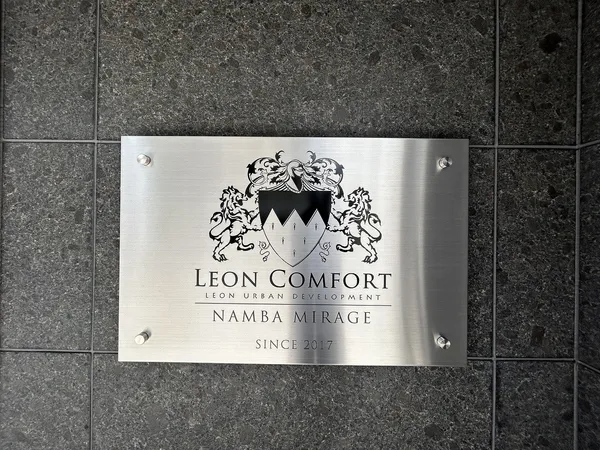 LEON COMFORT
LEON URBAN DEVELOPMENT
NAMBA MIRAGE
SINCE 2017